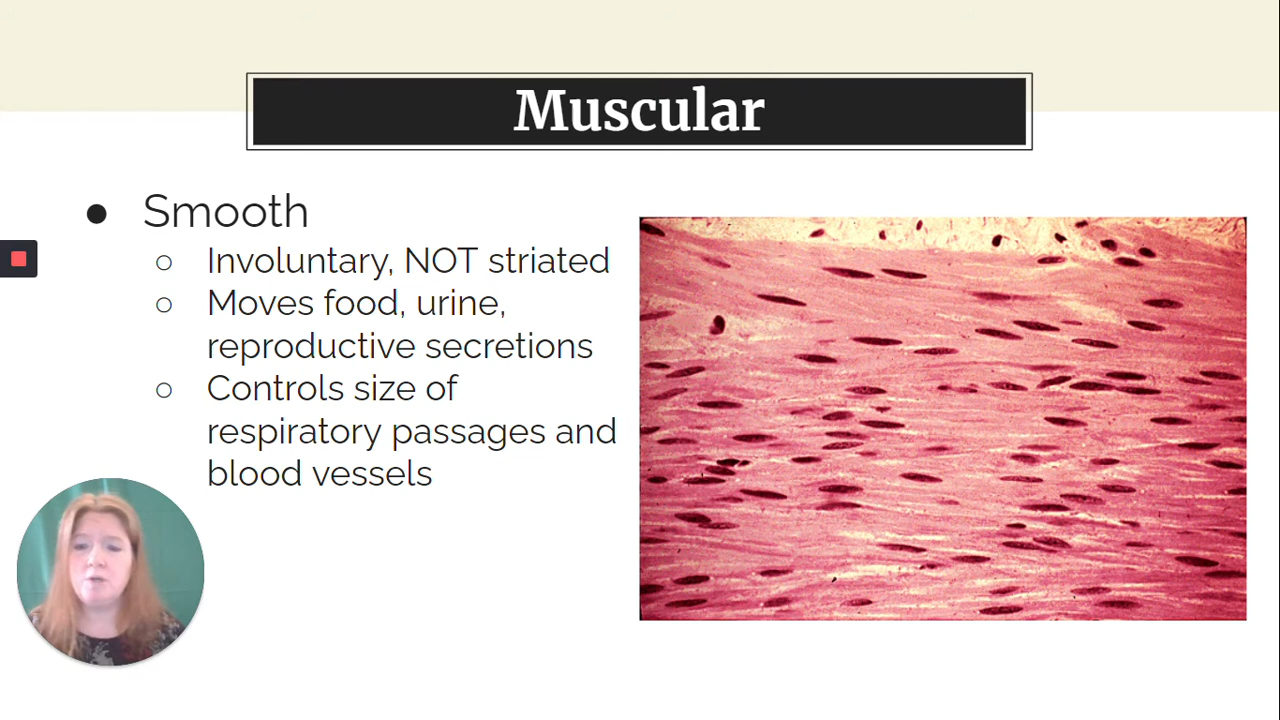 Muscular
● Smooth
○ Involuntary, NOT striated
○ Moves food, urine,
reproductive secretions
○ Controls size of
respiratory passages and
blood vessels